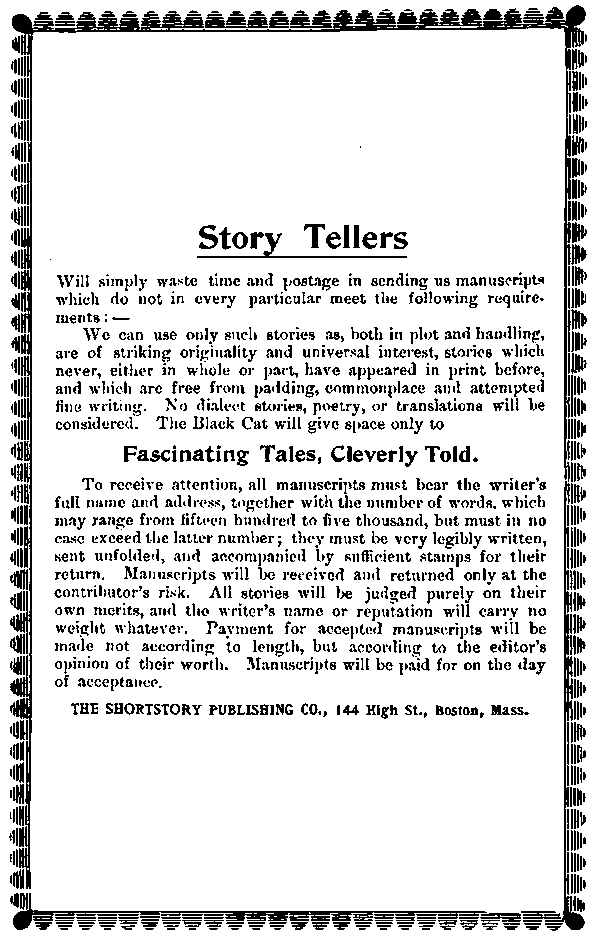 Story Tellers
Will simply waste time and postage in sending us manuscripts
which do not in every particular meet the following require-
ments: —
We can use only such stories as, both in plot and handling,
are of striking originality and universal interest, stories which
never, either in whole or part, have appeared in print before,
and which are free from padding, commonplace and attempted
fine writing. No dialect stories, poetry, or translations will be
considered. The Black Cat will give space only to
Fascinating Tales, Cleverly Told.
To receive attention, all manuscripts must bear the writer's
full name and address, together with the number of words, which
may range from fifteen hundred to five thousand, but must in no
case exceed the latter number; they must be very legibly written,
sent unfolded, and accompanied by sufficient stamps for their
return. Manuscripts will be received and returned only at the
contributor's risk. All stories will be judged purely on their
own merits, and the writer's name or reputation will carry no
weight whatever. Payment for accepted manuscripts will be
made not according to length, but according to the editor's
opinion of their worth. Manuscripts will be paid for on the day
of acceptance.
THE SHORTSTORY PUBLISHING CO., 144 High St., Boston, Mass.